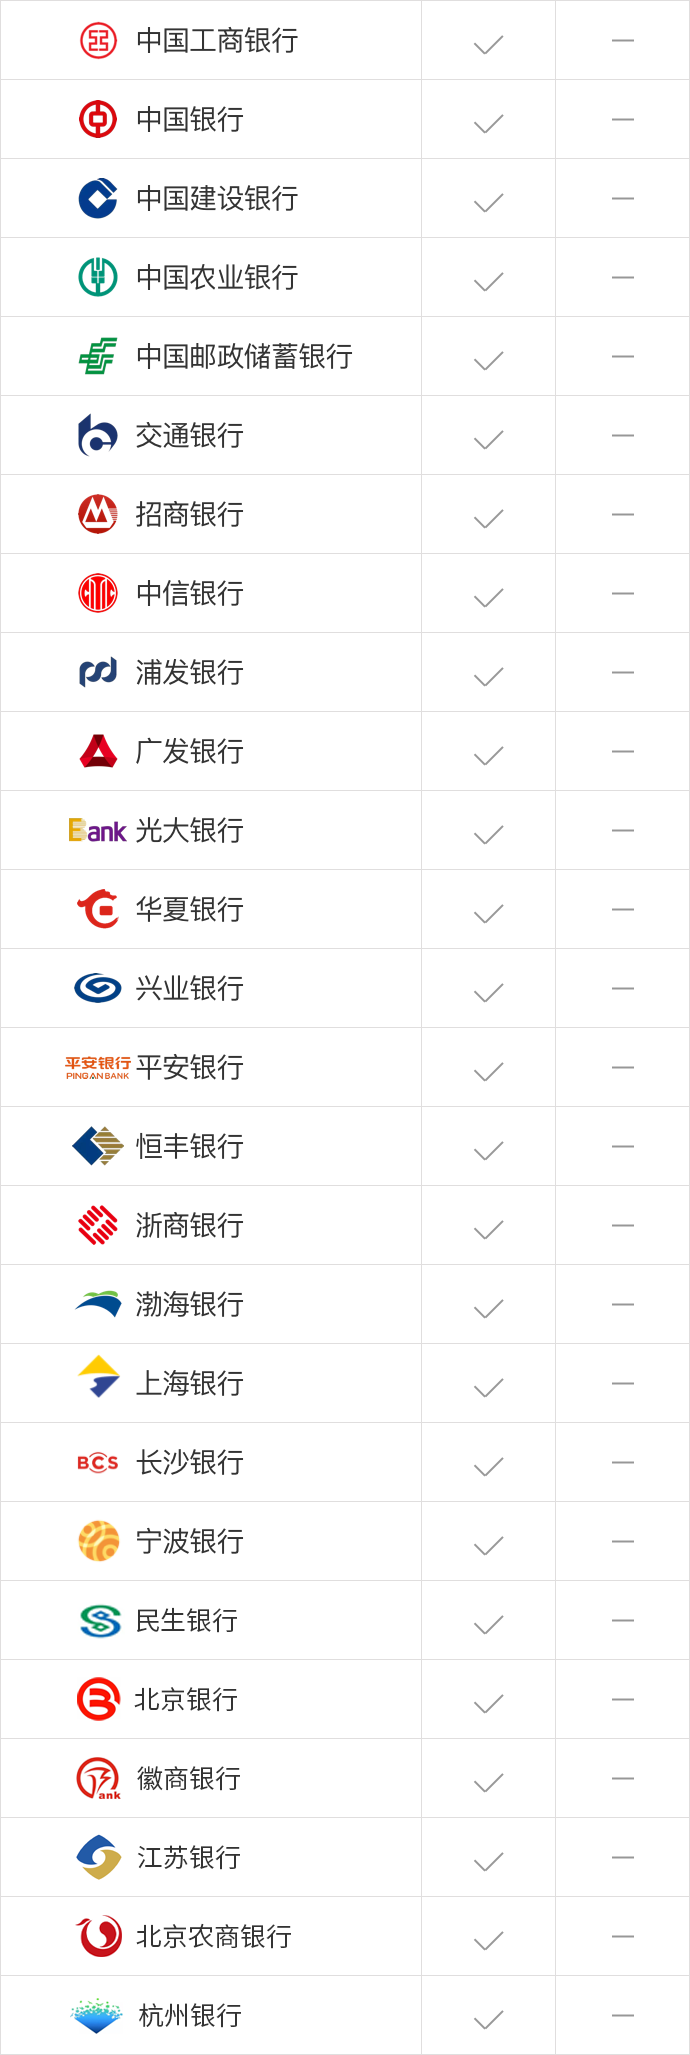 中国工商银行
中国银行
中国建设银行
中国农业银行
中国邮政储蓄银行
交通银行
招商银行
中信银行
浦发银行
广发银行
Bank 光大银行
华夏银行
兴业银行
平安银行 平安银行
PINGAN BANK
恒丰银行
浙商银行
渤海银行
上海银行
BCS 长沙银行
宁波银行
民生银行
北京银行
徽商银行
ank
江苏银行
北京农商银行
杭州银行